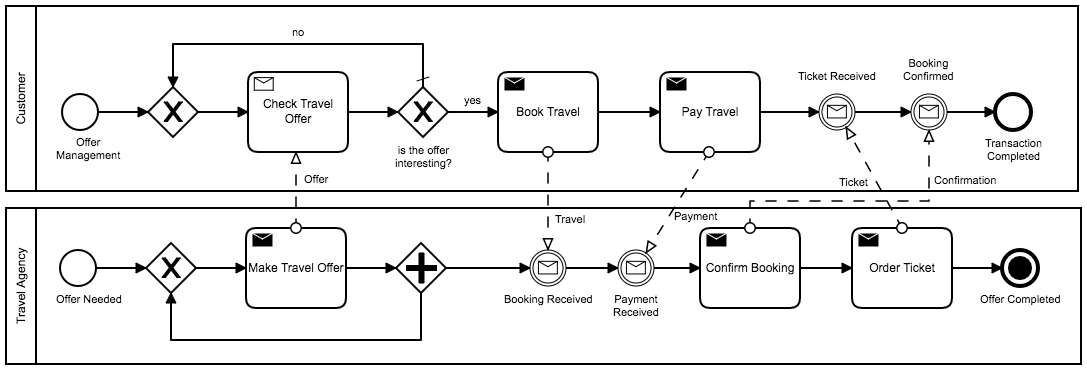 Customer
no
Offer
Management
Check Travel
Offer
is the offer
interesting?
yes
Book Travel
Pay Travel
Ticket Received
Booking
Confirmed
Transaction
Completed
Offer
Travel
Payment
Ticket
Confirmation
Travel Agency
Offer Needed
Make Travel Offer
Booking Received
Payment
Received
Confirm Booking
Order Ticket
Offer Completed